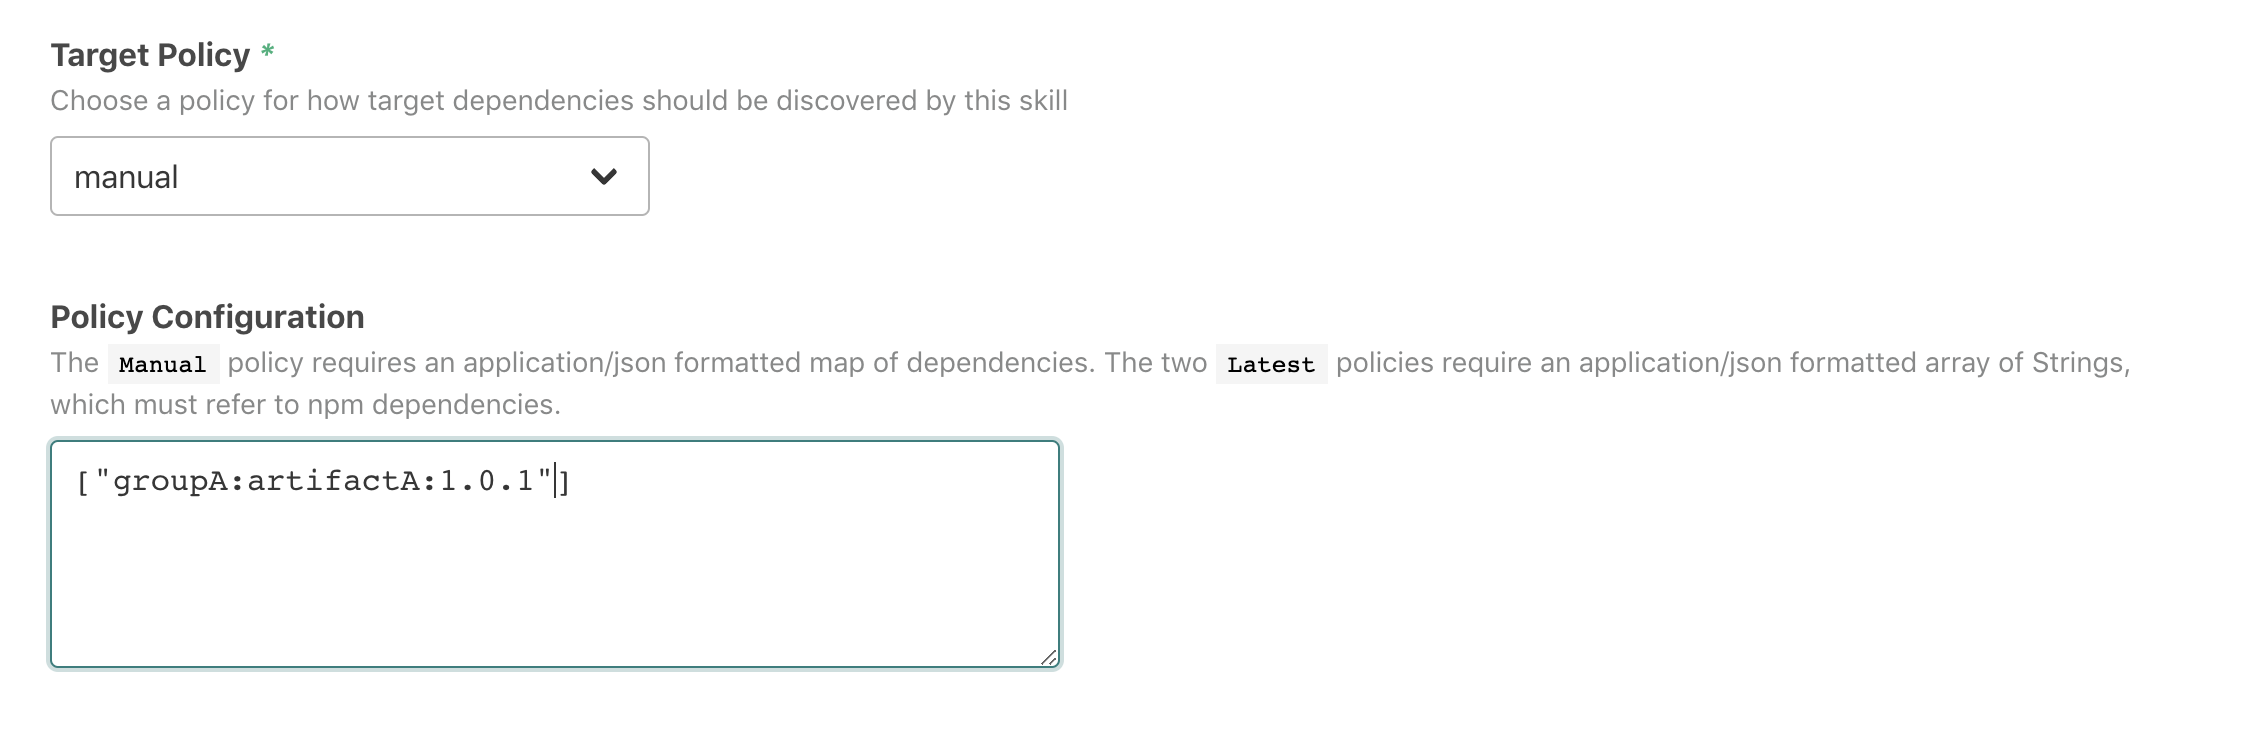 Target Policy *
Choose a policy for how target dependencies should be discovered by this skill
manual
Policy Configuration
The Manual policy requires an application/json formatted map of dependencies. The two Latest policies require an application/json formatted array of Strings,
which must refer to npm dependencies.
["groupA:artifactA:1.0.1"]